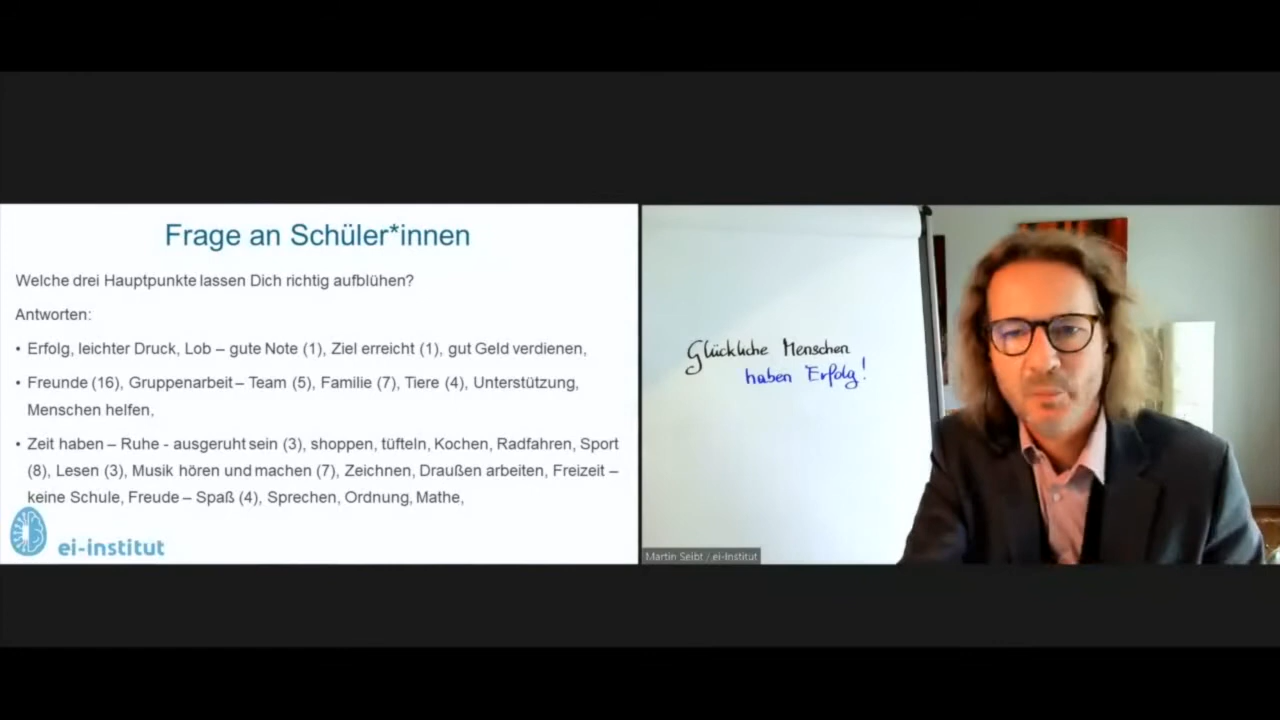 Frage an Schüler*innen
Welche drei Hauptpunkte lassen Dich richtig aufblühen?
Antworten:
• Erfolg, leichter Druck, Lob – gute Note (1), Ziel erreicht (1), gut Geld verdienen,
• Freunde (16), Gruppenarbeit – Team (5), Familie (7), Tiere (4), Unterstützung,
Menschen helfen,
• Zeit haben – Ruhe - ausgeruht sein (3), shoppen, tüfteln, Kochen, Radfahren, Sport
(8), Lesen (3), Musik hören und machen (7), Zeichnen, Draußen arbeiten, Freizeit –
keine Schule, Freude – Spaß (4), Sprechen, Ordnung, Mathe,
ei-institut
Glückliche Menschen
haben Erfolg!
Martin Seibt / ei-Institut